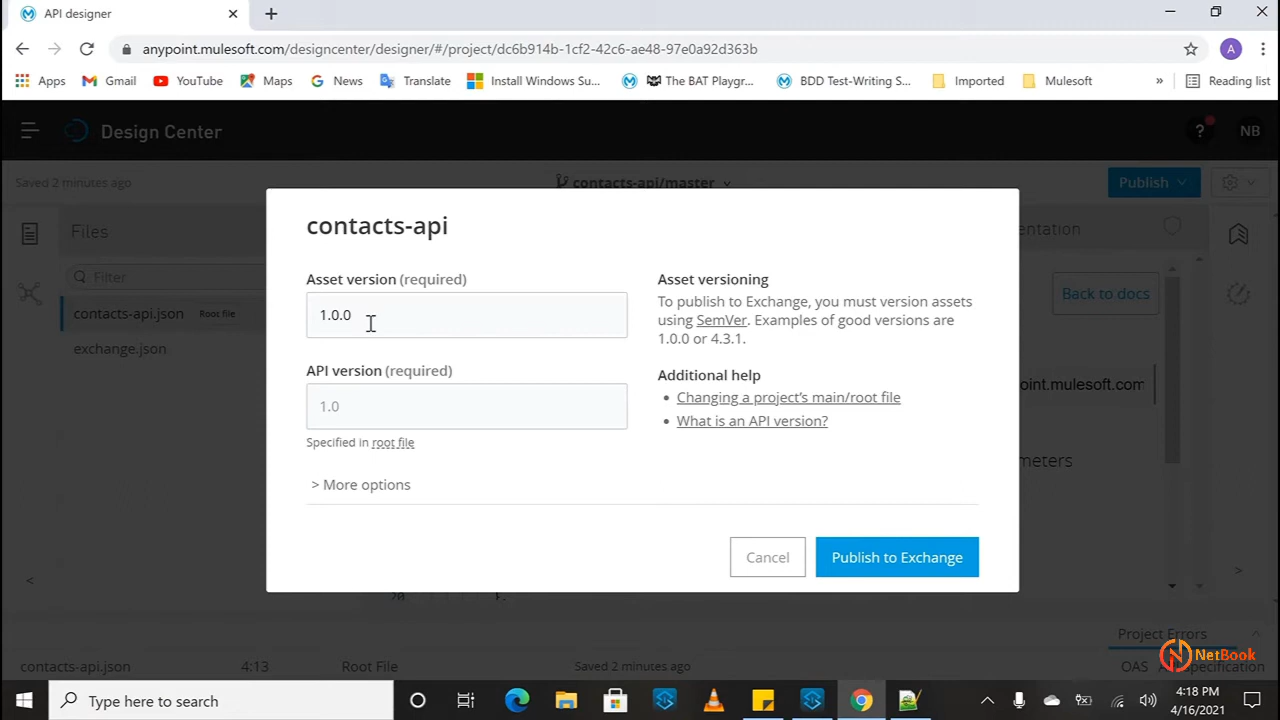 API designer
anypoint.mulesoft.com/designcenter/designer/#/project/dc6b914b-1cf2-42c6-ae48-97e0a92d363b
A
Apps
Gmail
YouTube
Maps
News
Translate
Install Windows Su...
The BAT Playgr...
BDD Test-Writing S...
Imported
Mulesoft
»
Reading list
Design Center
?
NB
Saved 2 minutes ago
contacts-api/master
Publish
Files
entation
Filter
contacts-api.json
Root file
exchange.json
Back to docs
point.mulesoft.com
meters
contacts-api
Asset version (required)
1.0.0
API version (required)
1.0
Specified in root file
> More options
Asset versioning
To publish to Exchange, you must version assets
using SemVer. Examples of good versions are
1.0.0 or 4.3.1.
Additional help
• Changing a project's main/root file
• What is an API version?
Cancel
Publish to Exchange
<
>
Project Errors
contacts-api.json
4:13
Root File
Saved 2 minutes ago
OAS
NetBook
Type here to search
4:18 PM
4/16/2021